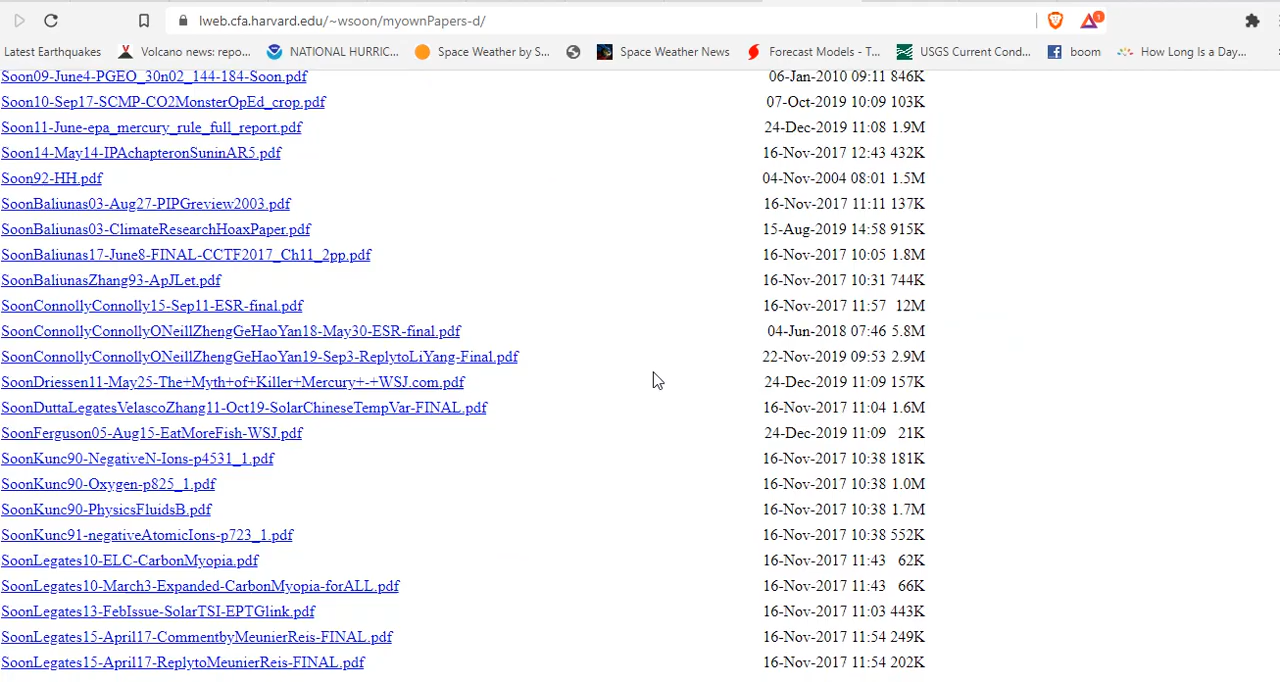 lweb.cfa.harvard.edu/~wsoon/myownPapers-d/
1
Latest Earthquakes Volcano news: repo... NATIONAL HURRIC... Space Weather by S... Space Weather News Forecast Models - T... USGS Current Cond... boom How Long Is a Day...
Soon09-June4-PGEO_30n02_144-184-Soon.pdf 06-Jan-2010 09:11 846K
Soon10-Sep17-SCMP-CO2MonsterOpEd_crop.pdf 07-Oct-2019 10:09 103K
Soon11-June-epa_mercury_rule_full_report.pdf 24-Dec-2019 11:08 1.9M
Soon14-May14-IPAchapteronSuninAR5.pdf 16-Nov-2017 12:43 432K
Soon92-HH.pdf 04-Nov-2004 08:01 1.5M
SoonBaliunas03-Aug27-PIPGreview2003.pdf 16-Nov-2017 11:11 137K
SoonBaliunas03-ClimateResearchHoaxPaper.pdf 15-Aug-2019 14:58 915K
SoonBaliunas17-June8-FINAL-CCTF2017_Ch11_2pp.pdf 16-Nov-2017 10:05 1.8M
SoonBaliunasZhang93-ApJLet.pdf 16-Nov-2017 10:31 744K
SoonConnollyConnolly15-Sep11-ESR-final.pdf 16-Nov-2017 11:57 12M
SoonConnollyConnollyONeillZhengGeHaoYan18-May30-ESR-final.pdf 04-Jun-2018 07:46 5.8M
SoonConnollyConnollyONeillZhengGeHaoYan19-Sep3-ReplytoLiYang-Final.pdf 22-Nov-2019 09:53 2.9M
SoonDriessen11-May25-The+Myth+of+Killer+Mercury+-+WSJ.com.pdf 24-Dec-2019 11:09 157K
SoonDuttaLegatesVelascoZhang11-Oct19-SolarChineseTempVar-FINAL.pdf 16-Nov-2017 11:04 1.6M
SoonFerguson05-Aug15-EatMoreFish-WSJ.pdf 24-Dec-2019 11:09 21K
SoonKunc90-NegativeN-Ions-p4531_1.pdf 16-Nov-2017 10:38 181K
SoonKunc90-Oxygen-p825_1.pdf 16-Nov-2017 10:38 1.0M
SoonKunc90-PhysicsFluidsB.pdf 16-Nov-2017 10:38 1.7M
SoonKunc91-negativeAtomicIons-p723_1.pdf 16-Nov-2017 10:38 552K
SoonLegates10-ELC-CarbonMyopia.pdf 16-Nov-2017 11:43 62K
SoonLegates10-March3-Expanded-CarbonMyopia-forALL.pdf 16-Nov-2017 11:43 66K
SoonLegates13-FebIssue-SolarTSI-EPTGlink.pdf 16-Nov-2017 11:03 443K
SoonLegates15-April17-CommentbyMeunierReis-FINAL.pdf 16-Nov-2017 11:54 249K
SoonLegates15-April17-ReplytoMeunierReis-FINAL.pdf 16-Nov-2017 11:54 202K